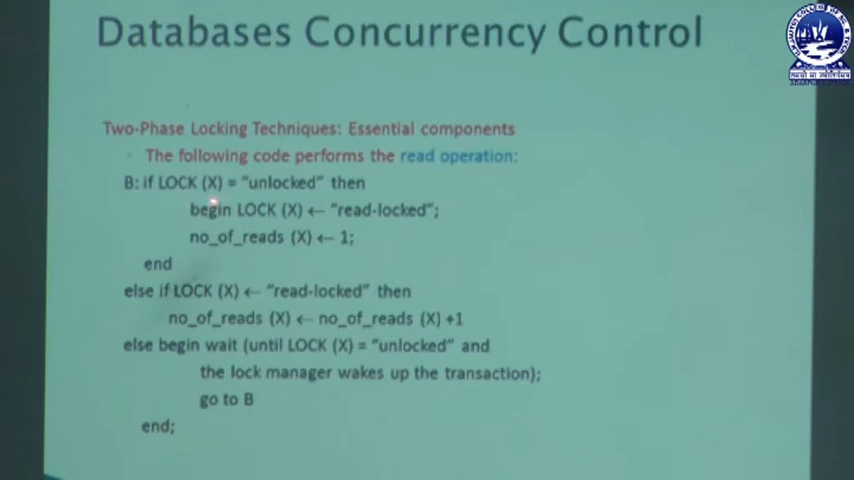 Databases Concurrency Control
Two-Phase Locking Techniques: Essential components
The following code performs the read operation:
B: if LOCK (X) = "unlocked" then
begin LOCK (X) ← "read-locked";
no_of_reads (X) ← 1;
end
else if LOCK (X) ← "read-locked" then
no_of_reads (X) ← no_of_reads (X) +1
else begin wait (until LOCK (X) = "unlocked" and
the lock manager wakes up the transaction);
go to B
end;